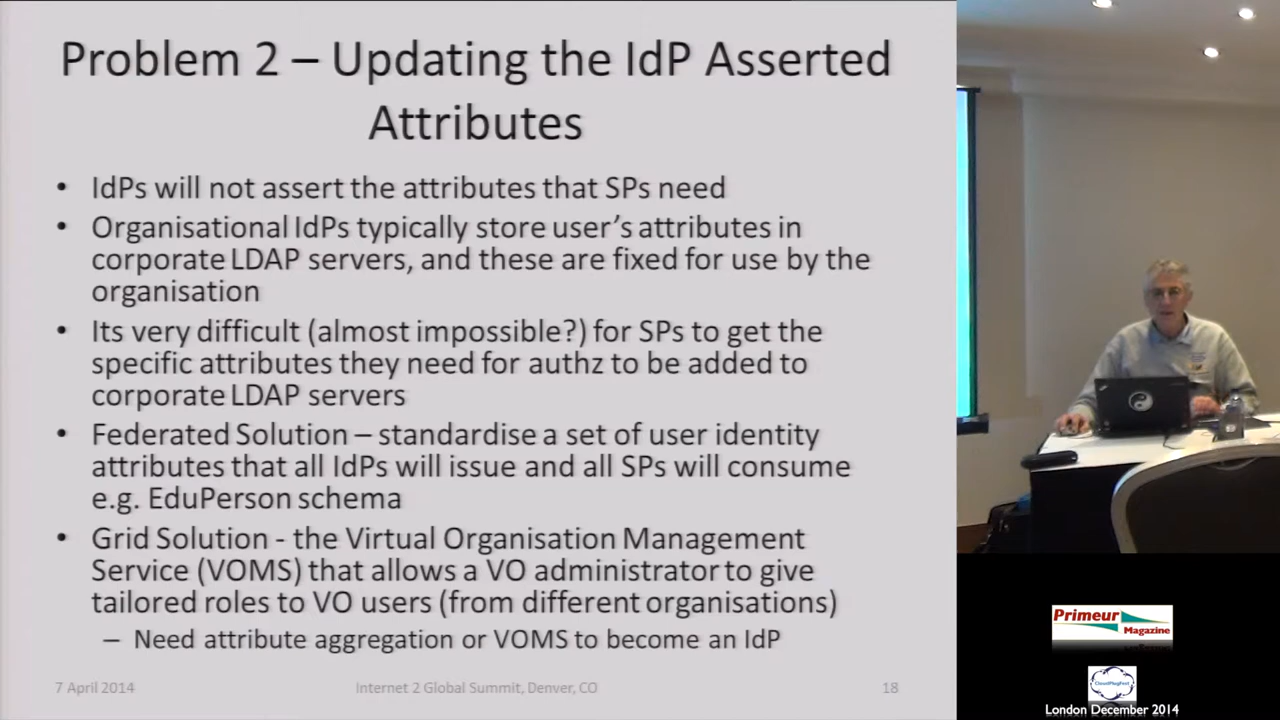 Problem 2 – Updating the IdP Asserted
Attributes
• IdPs will not assert the attributes that SPs need
• Organisational IdPs typically store user's attributes in
corporate LDAP servers, and these are fixed for use by the
organisation
• Its very difficult (almost impossible?) for SPs to get the
specific attributes they need for authz to be added to
corporate LDAP servers
• Federated Solution – standardise a set of user identity
attributes that all IdPs will issue and all SPs will consume
e.g. EduPerson schema
• Grid Solution - the Virtual Organisation Management
Service (VOMS) that allows a VO administrator to give
tailored roles to VO users (from different organisations)
– Need attribute aggregation or VOMS to become an IdP
7 April 2014
Internet 2 Global Summit, Denver, CO
18
Primeur
Magazine
CloudPlugFest
London December 2014